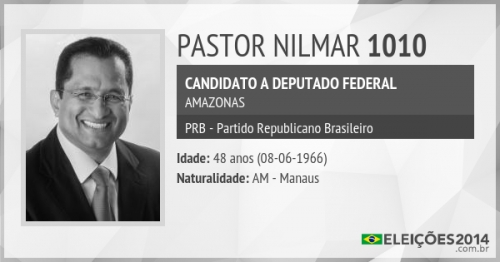 PASTOR NILMAR 1010
CANDIDATO A DEPUTADO FEDERAL
AMAZONAS
PRB - Partido Republicano Brasileiro
Idade: 48 anos (08-06-1966)
Naturalidade: AM - Manaus
ELEIÇÕES2014
.com.br